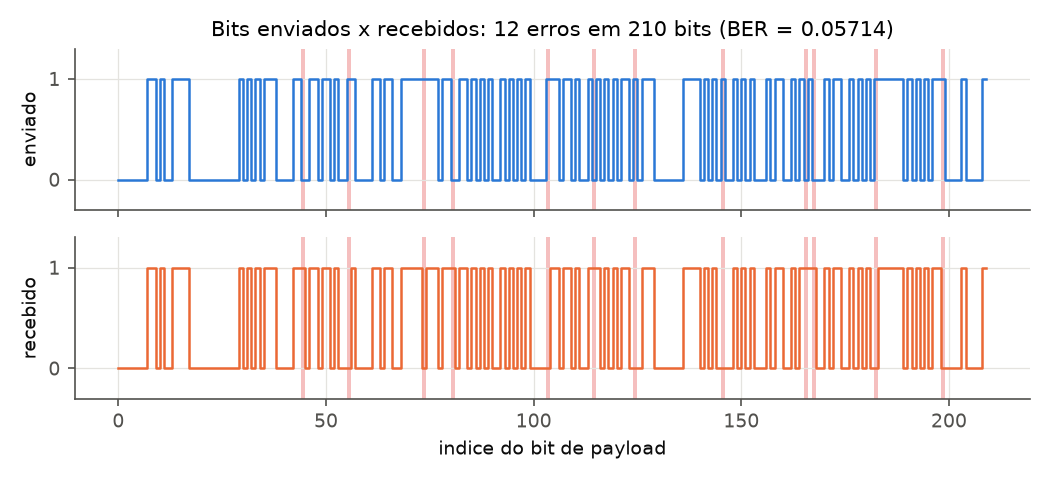 Bits enviados x recebidos: 12 erros em 210 bits (BER = 0.05714)
enviado
1
0
recebido
1
0
0 50 100 150 200
indice do bit de payload